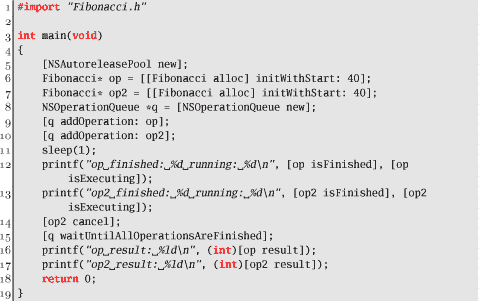 1 #import "Fibonacci.h"
2
3 int main(void)
4 {
5 [NSAutoreleasePool new];
6 Fibonacci* op = [[Fibonacci alloc] initWithStart: 40];
7 Fibonacci* op2 = [[Fibonacci alloc] initWithStart: 40];
8 NSOperationQueue *q = [NSOperationQueue new];
9 [q addOperation: op];
10 [q addOperation: op2];
11 sleep(1);
12 printf("op␣finished:␣%d␣running:␣%d\n", [op isFinished], [op
isExecuting]);
13 printf("op2␣finished:␣%d␣running:␣%d\n", [op2 isFinished], [op2
isExecuting]);
14 [op2 cancel];
15 [q waitUntilAllOperationsAreFinished];
16 printf("op␣result:␣%ld\n", (int)[op result]);
17 printf("op2␣result:␣%ld\n", (int)[op2 result]);
18 return 0;
19 }